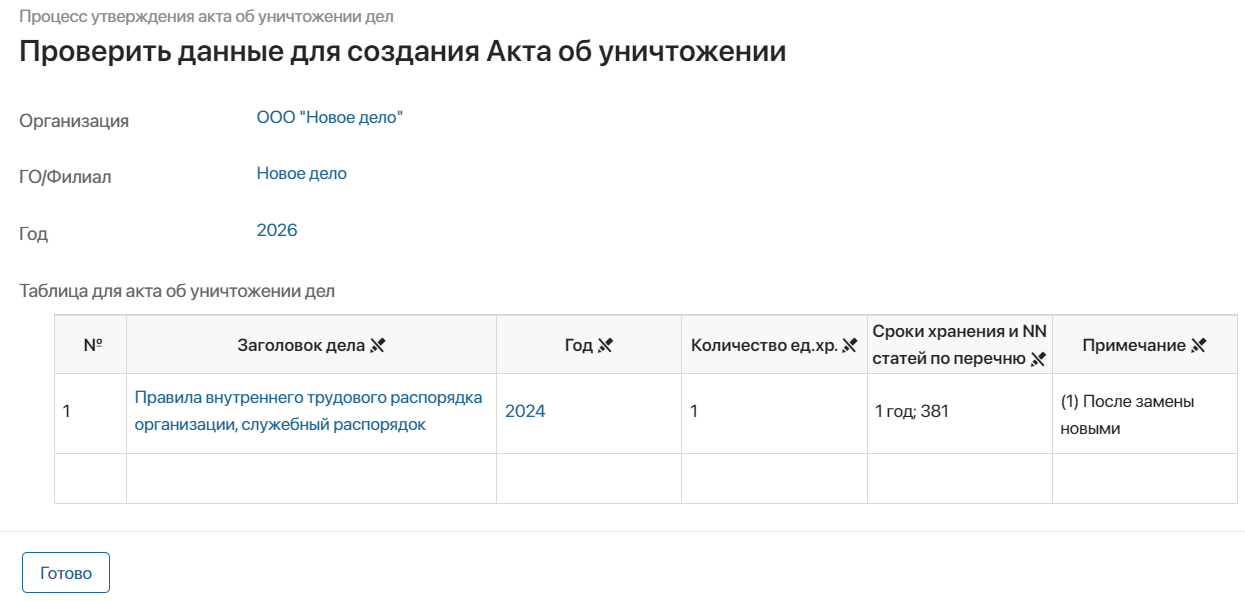 Процесс утверждения акта об уничтожении дел
Проверить данные для создания Акта об уничтожении
Организация
ООО "Новое дело"
ГО/Филиал
Новое дело
Год
2026
Таблица для акта об уничтожении дел
№
Заголовок дела
Год
Количество ед.хр.
Сроки хранения и NN
статей по перечню
Примечание
1
Правила внутреннего трудового распорядка
организации, служебный распорядок
2024
1
1 год; 381
(1) После замены
новыми
Готово